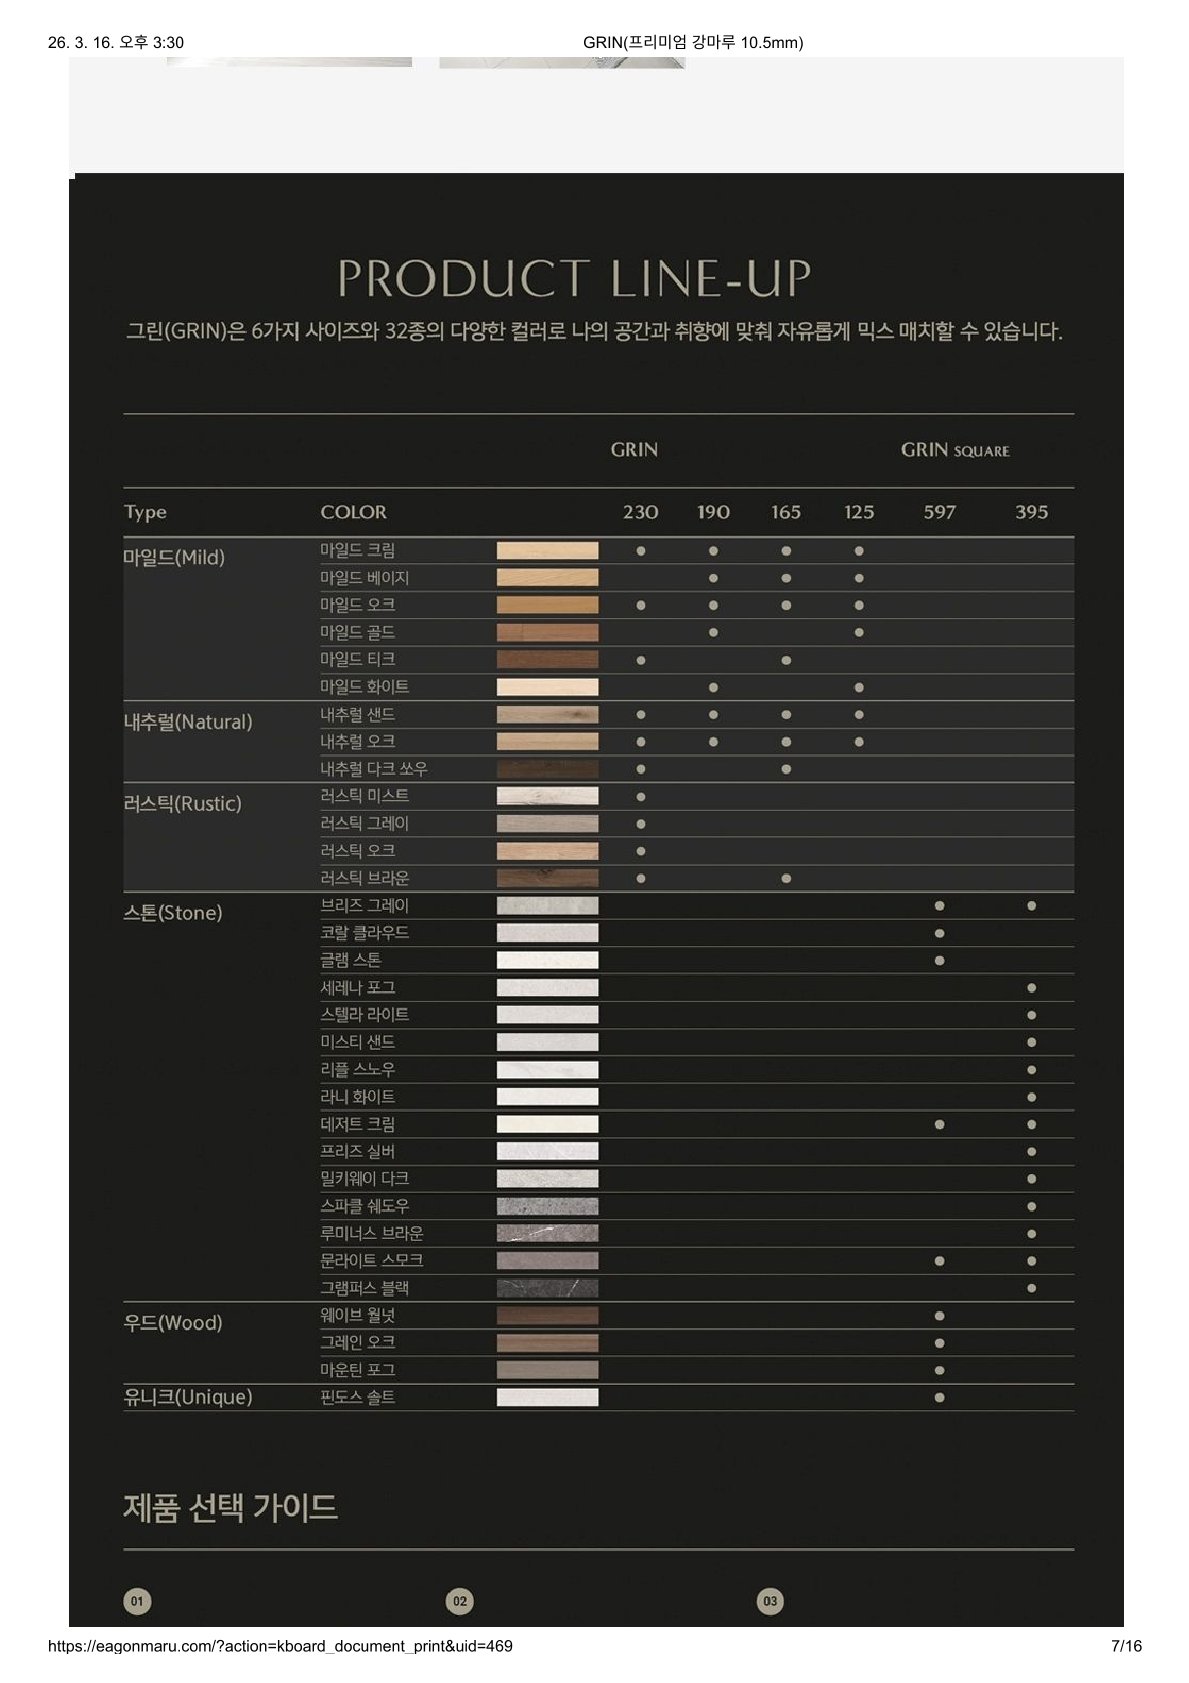 26. 3. 16. 오후 3:30 GRIN(프리미엄 강마루 10.5mm)
PRODUCT LINE-UP
그린(GRIN)은 6가지 사이즈와 32종의 다양한 컬러로 나의 공간과 취향에 맞춰 자유롭게 믹스 매치할 수 있습니다.
GRIN GRIN SQUARE
Type COLOR 230 190 165 125 597 395
마일드(Mild) 마일드 크림 ● ● ● ●
마일드 베이지 ● ● ●
마일드 오크 ● ● ● ●
마일드 골드 ● ●
마일드 티크 ● ●
마일드 화이트 ● ●
내추럴(Natural) 내추럴 샌드 ● ● ● ●
내추럴 오크 ● ● ● ●
내추럴 다크 쏘우 ● ●
러스틱(Rustic) 러스틱 미스트 ●
러스틱 그레이 ●
러스틱 오크 ●
러스틱 브라운 ● ●
스톤(Stone) 브리즈 그레이 ● ●
코랄 클라우드 ●
글램 스톤 ●
세레나 포그 ●
스텔라 라이트 ●
미스티 샌드 ●
리플 스노우 ●
라니 화이트 ●
데저트 크림 ● ●
프리즈 실버 ●
밀키웨이 다크 ●
스파클 쉐도우 ●
루미너스 브라운 ●
문라이트 스모크 ● ●
그램퍼스 블랙 ●
우드(Wood) 웨이브 월넛 ●
그레인 오크 ●
마운틴 포그 ●
유니크(Unique) 핀도스 솔트 ●
제품 선택 가이드
01 02 03
https://eagonmaru.com/?action=kboard_document_print&uid=469 7/16